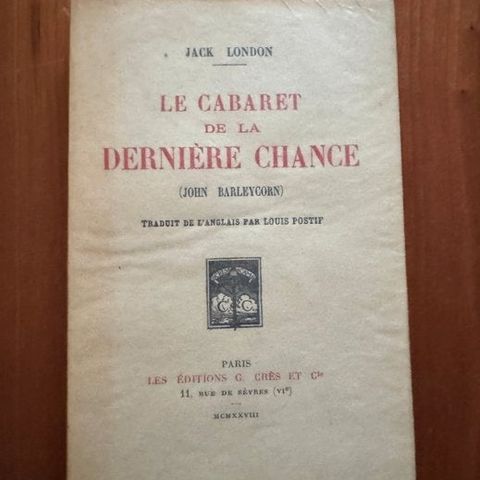 JACK LONDON
LE CABARET
DE LA
DERNIÈRE CHANCE
(JOHN BARLEYCORN)
TRADUIT DE L'ANGLAIS PAR LOUIS POSTIF
C C
PARIS
LES ÉDITIONS G. CRÈS ET Cie
11, RUE DE SÈVRES (VIe)
MCMXXVIII